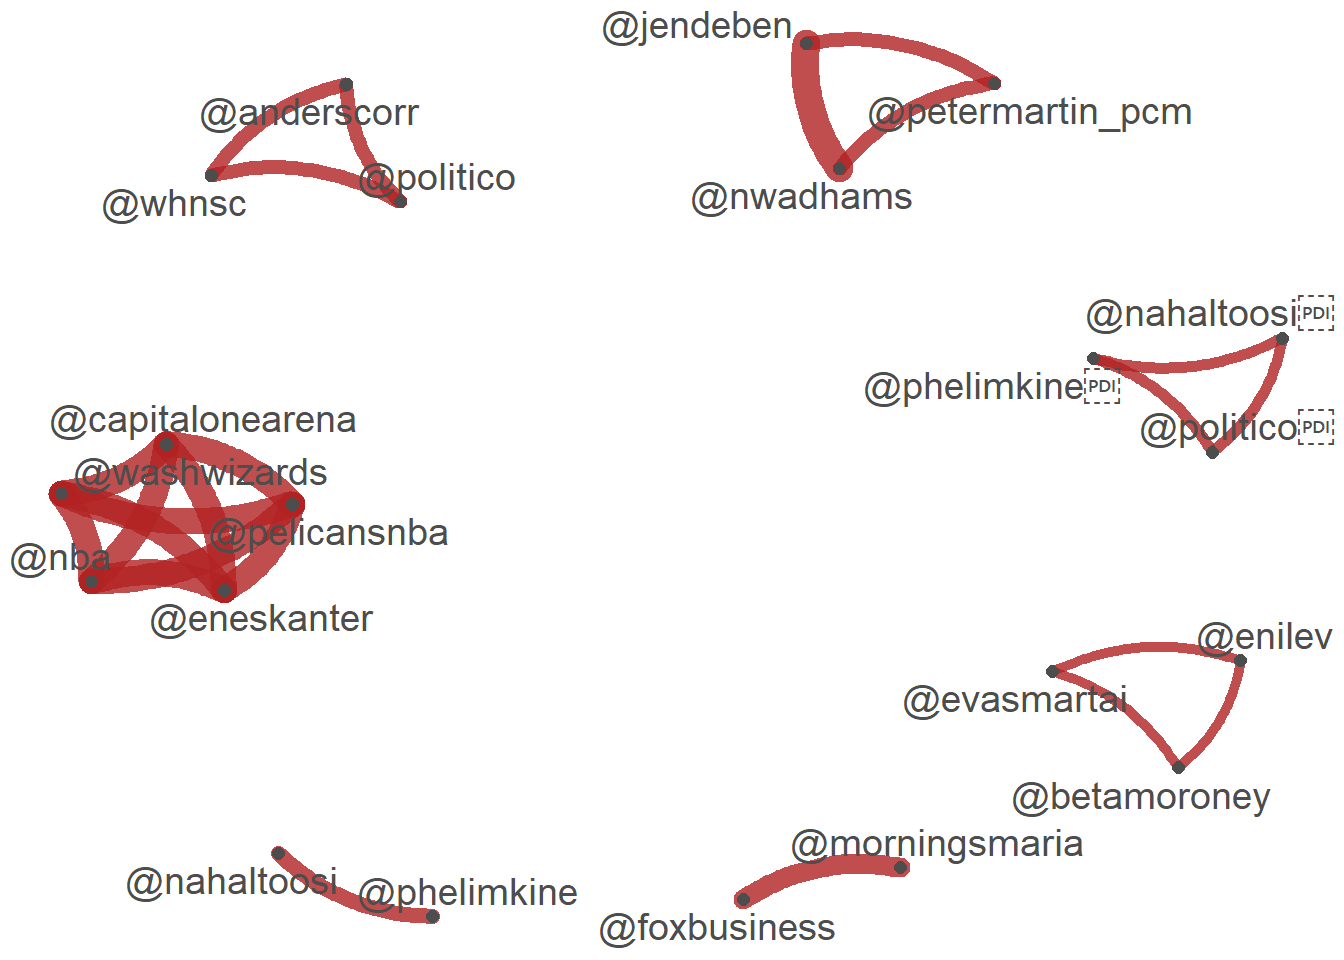 @jendeben
@anderscorr
@petermartin_pcm
@politico
@whnsc
@nwadhams
@nahaltoosi PDI
@phelimkine PDI
@politico PDI
@capitalonearena
@washwizards
@pelicansnba
@nba
@eneskanter
@enilev
@evasmartai
@betamoroney
@morningsmaria
@nahaltoosi
@phelimkine
@foxbusiness